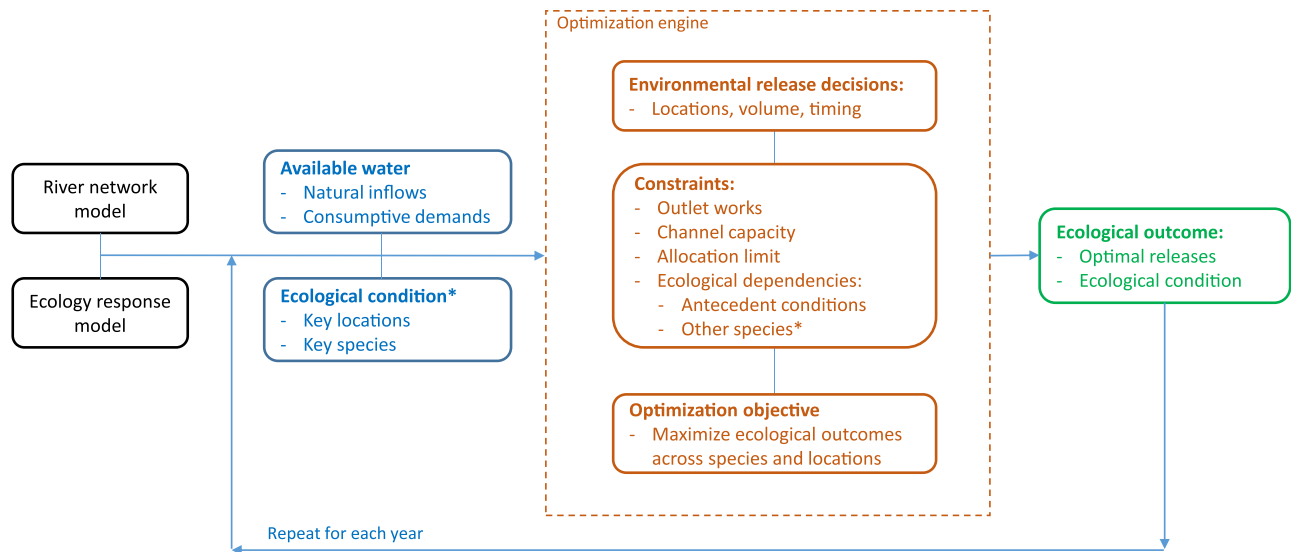 River network
model
Ecology response
model
Available water
- Natural inflows
- Consumptive demands
Ecological condition*
- Key locations
- Key species
Optimization engine
Environmental release decisions:
- Locations, volume, timing
Constraints:
- Outlet works
- Channel capacity
- Allocation limit
- Ecological dependencies:
- Antecedent conditions
- Other species*
Optimization objective
- Maximize ecological outcomes
across species and locations
Ecological outcome:
- Optimal releases
- Ecological condition
Repeat for each year